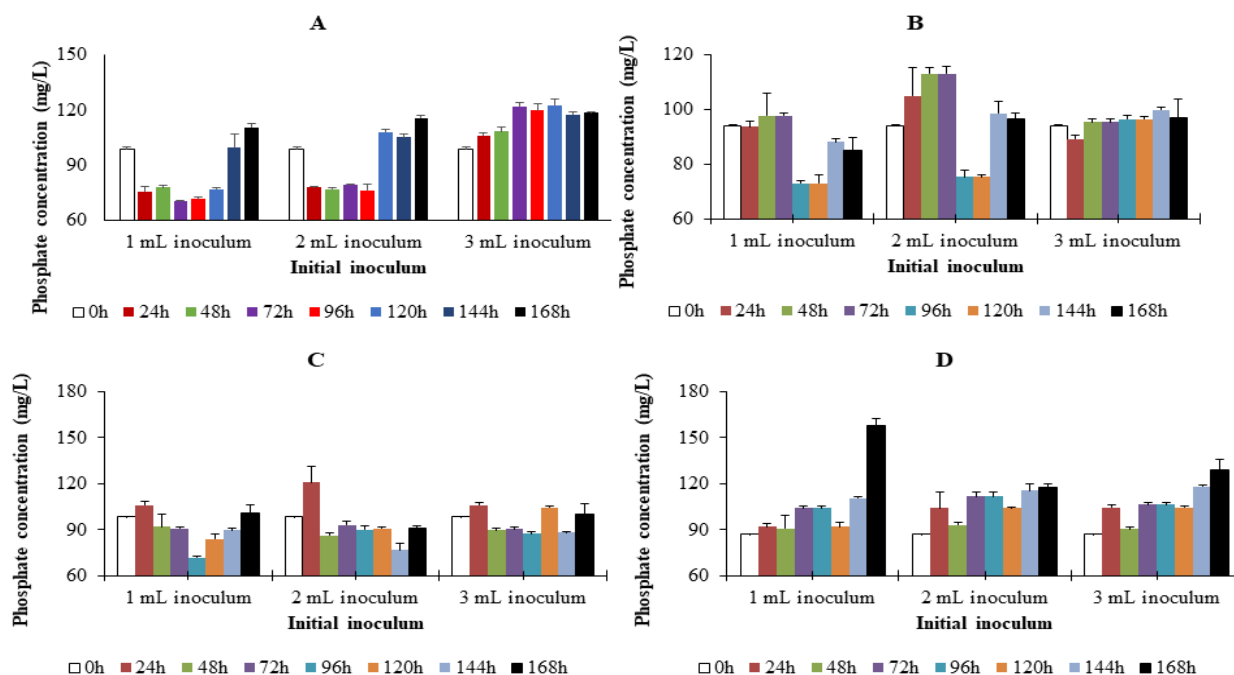 A
Phosphate concentration (mg/L)
150
120
90
60
1 mL inoculum 2 mL inoculum 3 mL inoculum
Initial inoculum
0h 24h 48h 72h 96h 120h 144h 168h
B
Phosphate concentration (mg/L)
120
100
80
60
1 mL inoculum 2 mL inoculum 3 mL inoculum
Initial inoculum
0h 24h 48h 72h 96h 120h 144h 168h
C
Phosphate concentration (mg/L)
180
150
120
90
60
1 mL inoculum 2 mL inoculum 3 mL inoculum
Initial inoculum
0h 24h 48h 72h 96h 120h 144h 168h
D
Phosphate concentration (mg/L)
180
150
120
90
60
1 mL inoculum 2 mL inoculum 3 mL inoculum
Initial inoculum
0h 24h 48h 72h 96h 120h 144h 168h